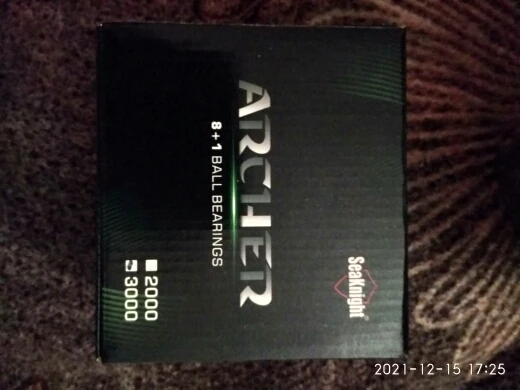 SeaKnight®
ARCHER
8+1 BALL BEARINGS
2000
3000
2021-12-15 17:25